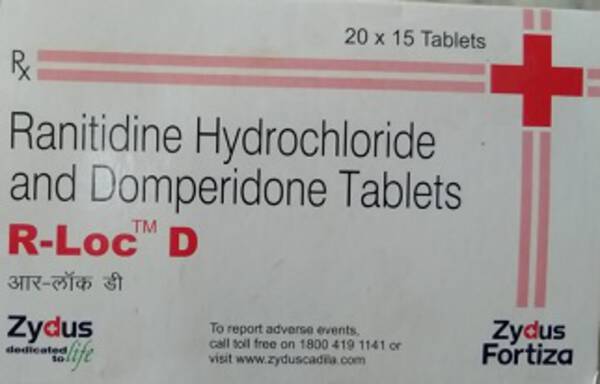 20 x 15 Tablets
Rx
Ranitidine Hydrochloride
and Domperidone Tablets
R-Loc™ D
आर-लॉक डी
Zydus
dedicated
to life
To report adverse events,
call toll free on 1800 419 1141 or
visit www.zyduscadila.com
Zydus
Fortiza